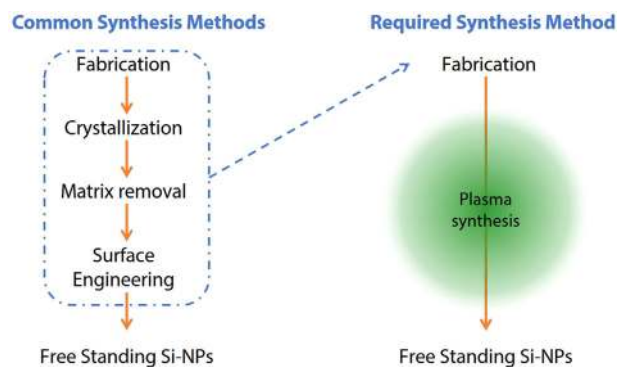 Common Synthesis Methods
Fabrication
Crystallization
Matrix removal
Surface
Engineering
Free Standing Si-NPs
Required Synthesis Method
Fabrication
Plasma
synthesis
Free Standing Si-NPs